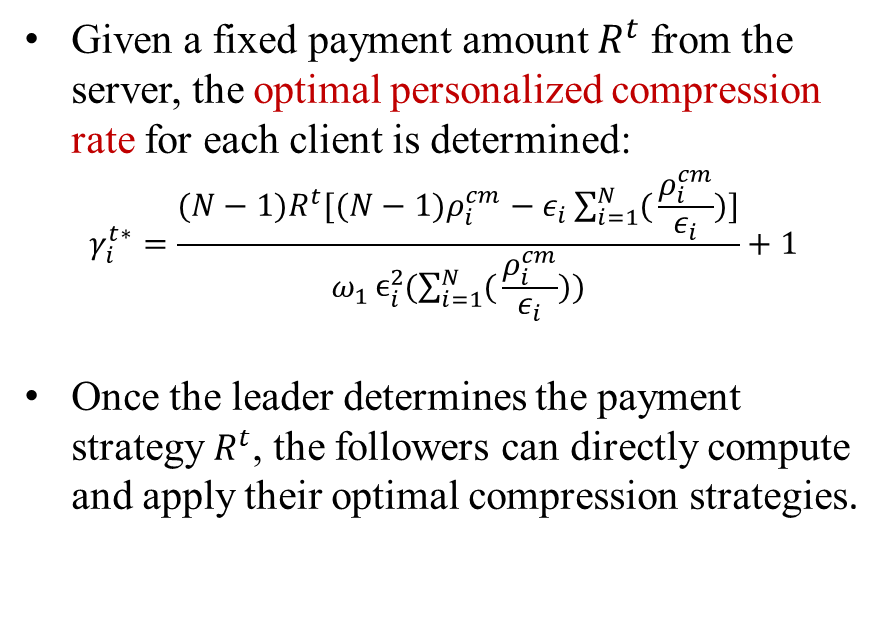 • Given a fixed payment amount $R^t$ from the
server, the optimal personalized compression
rate for each client is determined:
$\gamma_i^{t*} = \frac{(N-1)R^t[(N-1)\rho_i^{cm} - \epsilon_i \sum_{i=1}^{N}(\frac{\rho_i^{cm}}{\epsilon_i})]}{\omega_1 \epsilon_i^2(\sum_{i=1}^{N}(\frac{\rho_i^{cm}}{\epsilon_i}))} + 1$
• Once the leader determines the payment
strategy $R^t$, the followers can directly compute
and apply their optimal compression strategies.